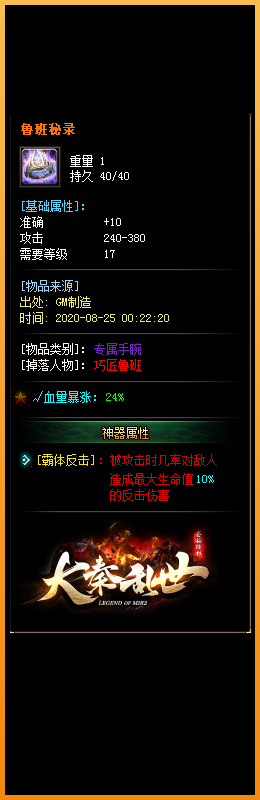 鲁班秘录
重量 1
持久 40/40
[基础属性]:
准确 +10
攻击 240-380
需要等级 17
[物品来源]
出处: GM制造
时间: 2020-08-25 00:22:20
[物品类别]: 专属手腕
[掉落人物]: 巧匠鲁班
√血量暴涨: 24%
神器属性
[霸体反击]: 被攻击时几率对敌人
造成最大生命值10%
的反击伤害
大秦乱世
LEGEND OF MIR2